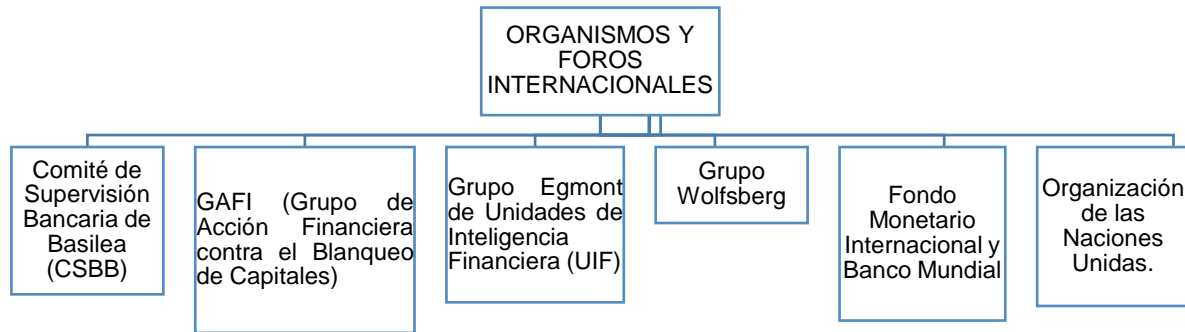 ORGANISMOS Y
FOROS
INTERNACIONALES
Comité de
Supervisión
Bancaria de
Basilea
(CSBB)
GAFI (Grupo de
Acción Financiera
contra el Blanqueo
de Capitales)
Grupo Egmont
de Unidades de
Inteligencia
Financiera (UIF)
Grupo
Wolfsberg
Fondo
Monetario
Internacional y
Banco Mundial
Organización
de las
Naciones
Unidas.